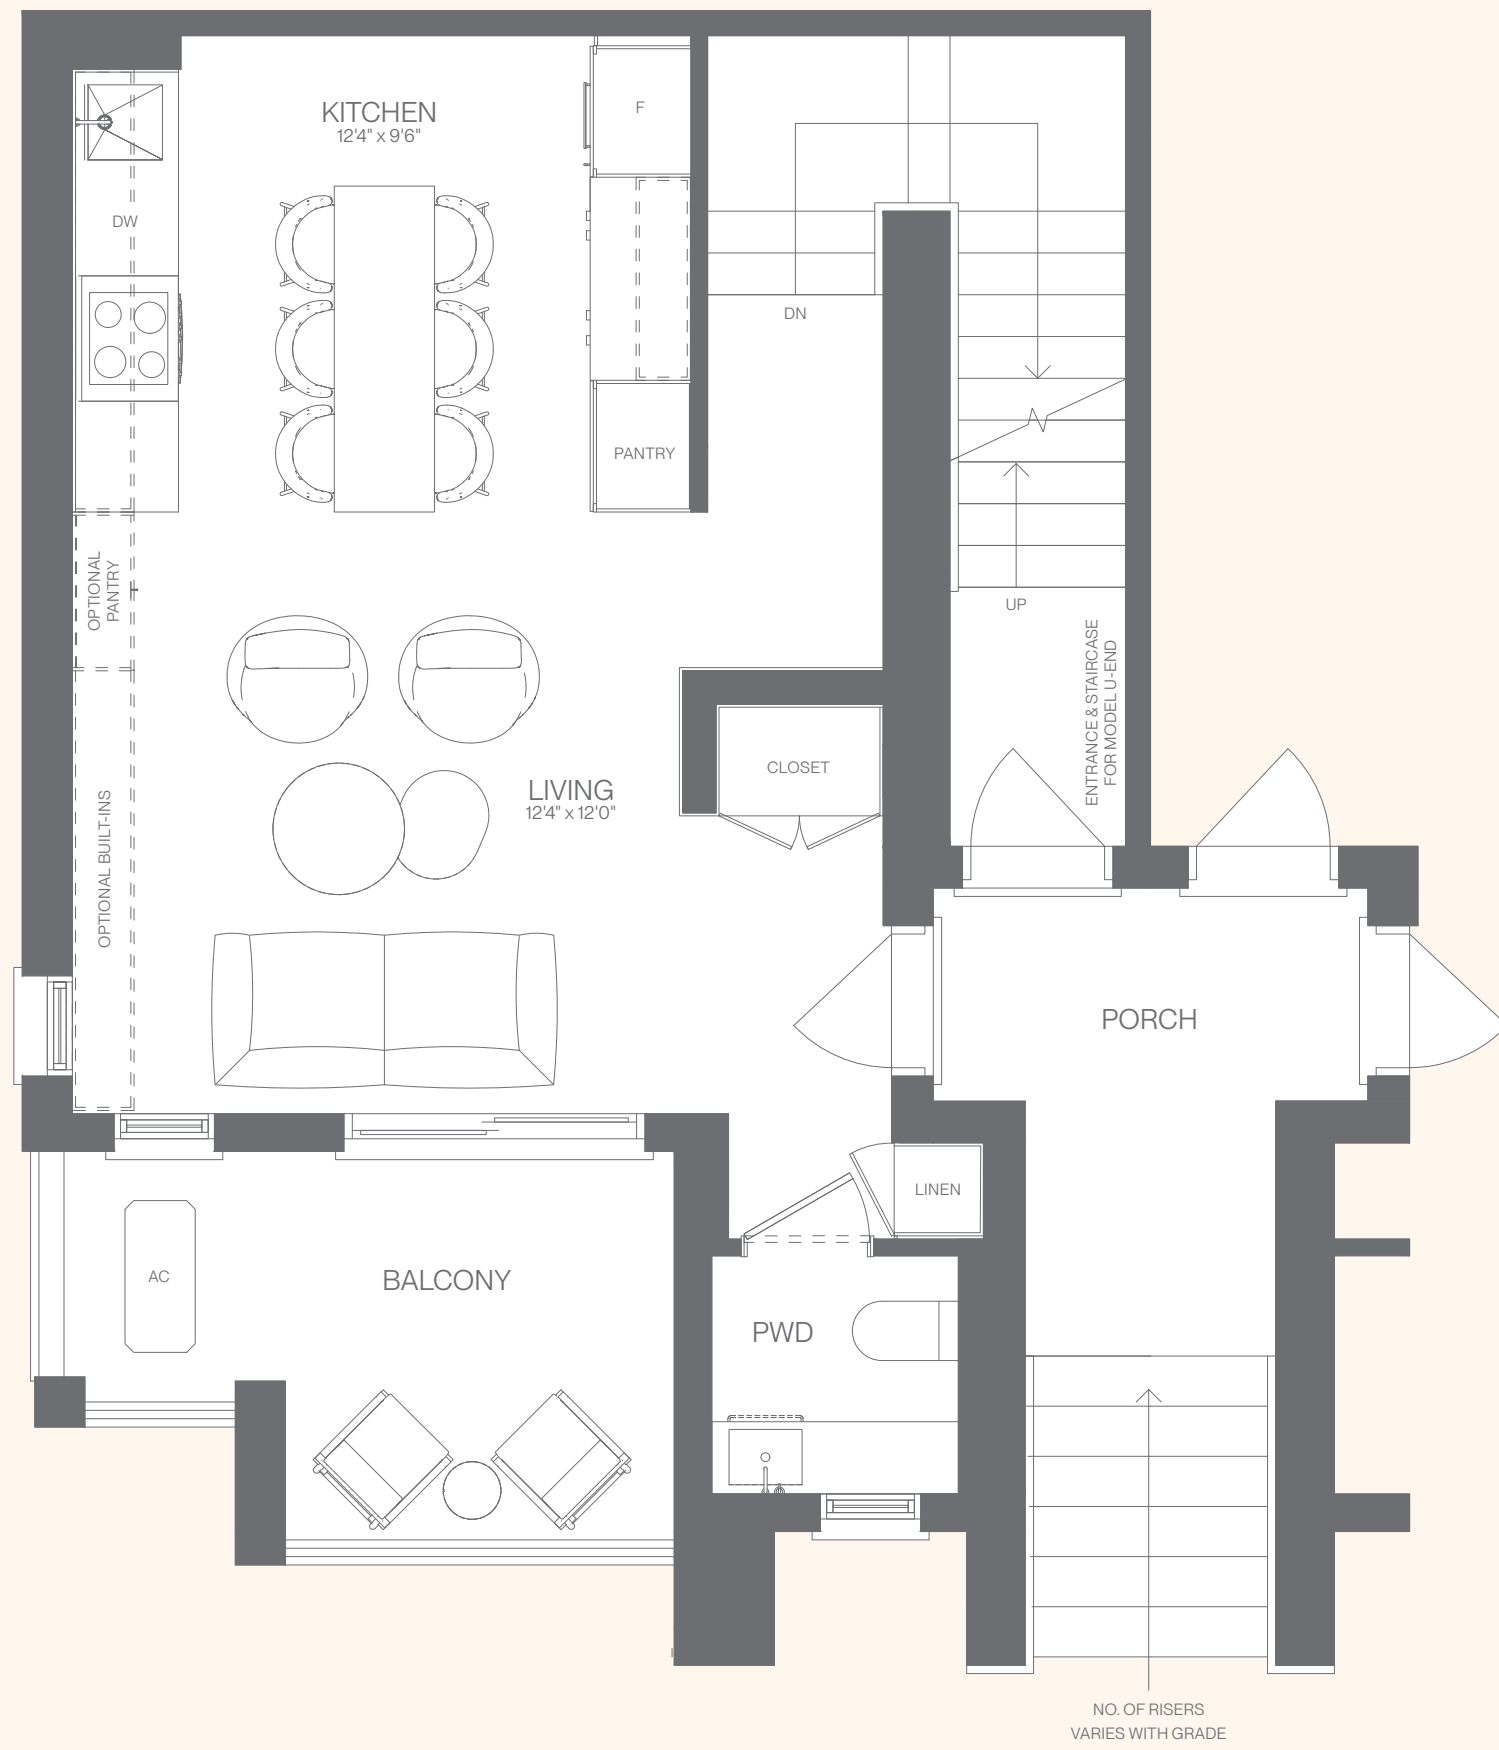 KITCHEN
12'4" x 9'6"
F
DW
DN
PANTRY
OPTIONAL
PANTRY
UP
ENTRANCE & STAIRCASE
FOR MODEL U-END
CLOSET
LIVING
12'4" x 12'0"
OPTIONAL BUILT-INS
PORCH
LINEN
AC
BALCONY
PWD
NO. OF RISERS
VARIES WITH GRADE